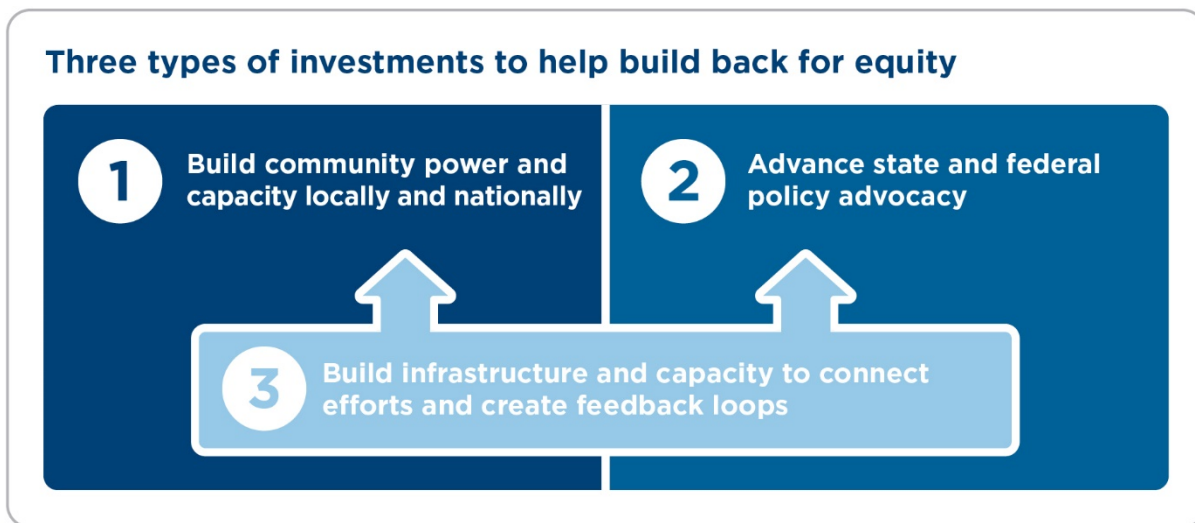 Three types of investments to help build back for equity
1
Build community power and
capacity locally and nationally
2
Advance state and federal
policy advocacy
3
Build infrastructure and capacity to connect
efforts and create feedback loops